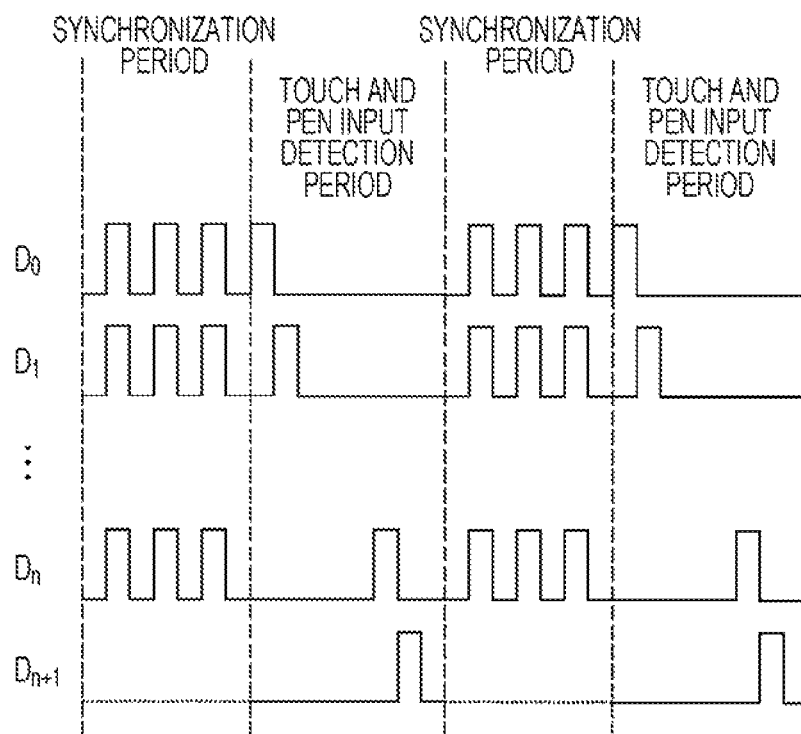 SYNCHRONIZATION
PERIOD
TOUCH AND
PEN INPUT
DETECTION
PERIOD
SYNCHRONIZATION
PERIOD
TOUCH AND
PEN INPUT
DETECTION
PERIOD
D0
D1
⋮
Dn
Dn+1